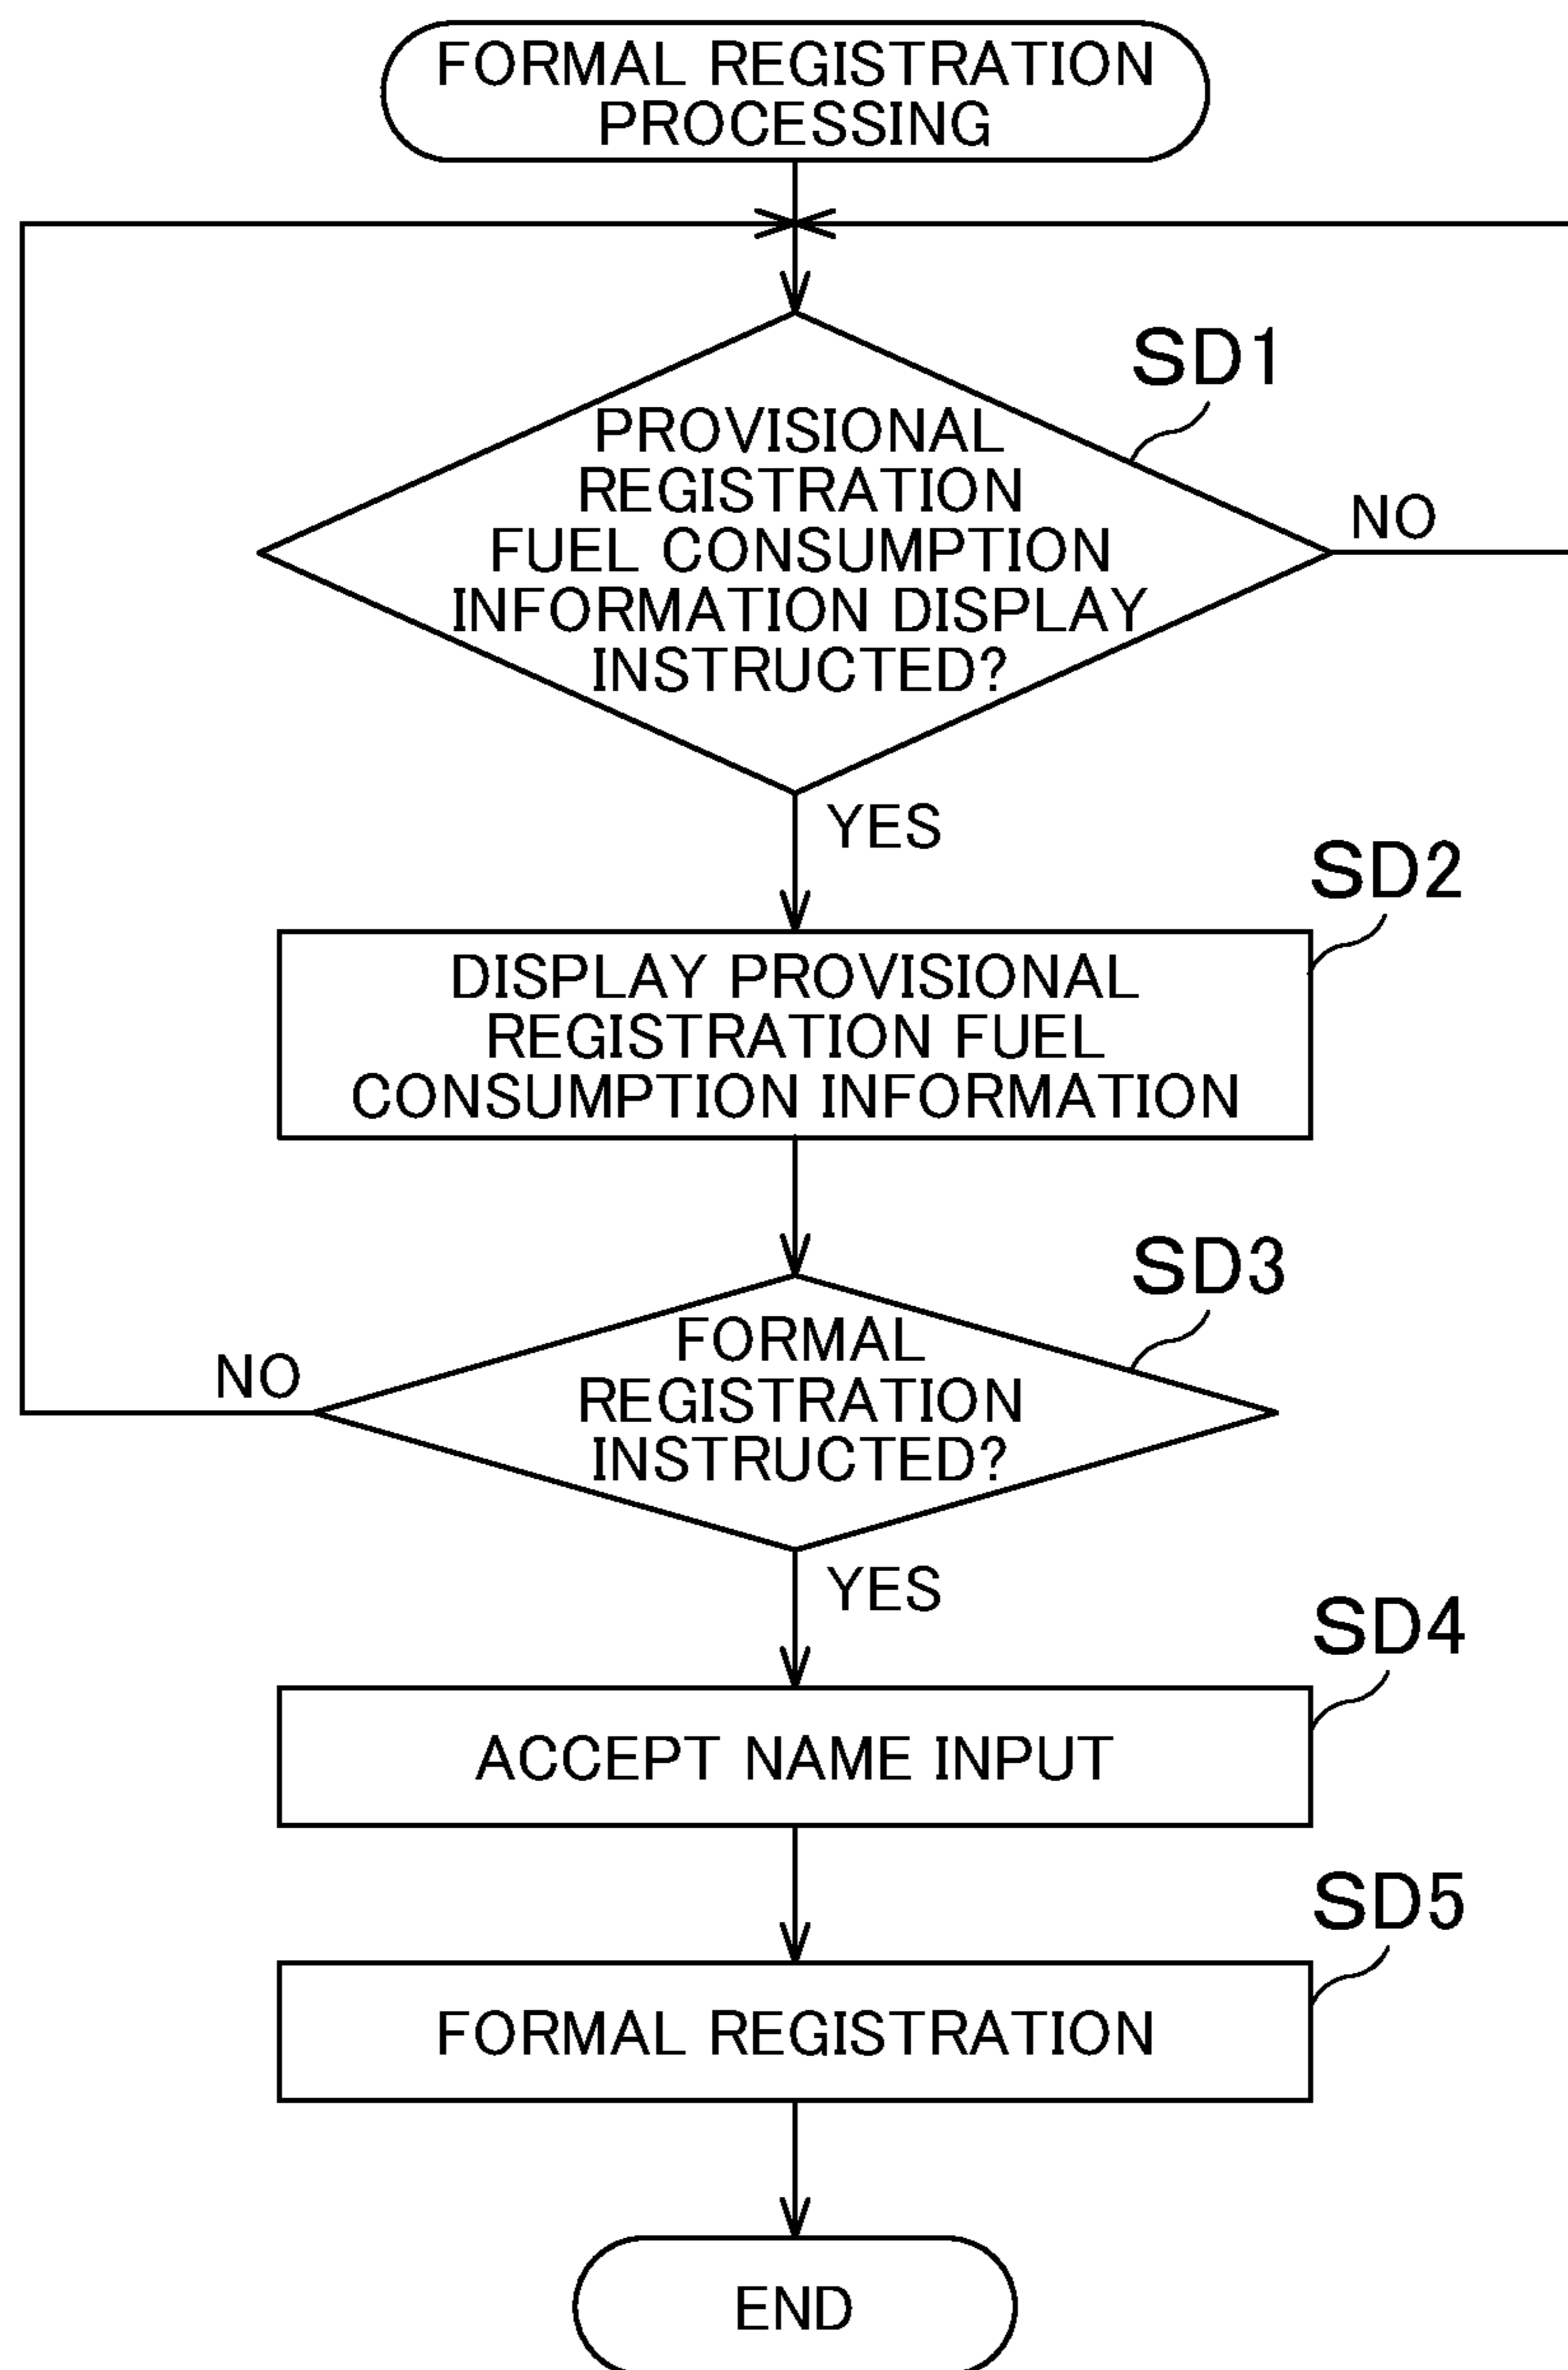 FORMAL REGISTRATION
PROCESSING
SD1
PROVISIONAL
REGISTRATION
FUEL CONSUMPTION
INFORMATION DISPLAY
INSTRUCTED?
NO
YES
SD2
DISPLAY PROVISIONAL
REGISTRATION FUEL
CONSUMPTION INFORMATION
SD3
FORMAL
REGISTRATION
INSTRUCTED?
NO
YES
SD4
ACCEPT NAME INPUT
SD5
FORMAL REGISTRATION
END